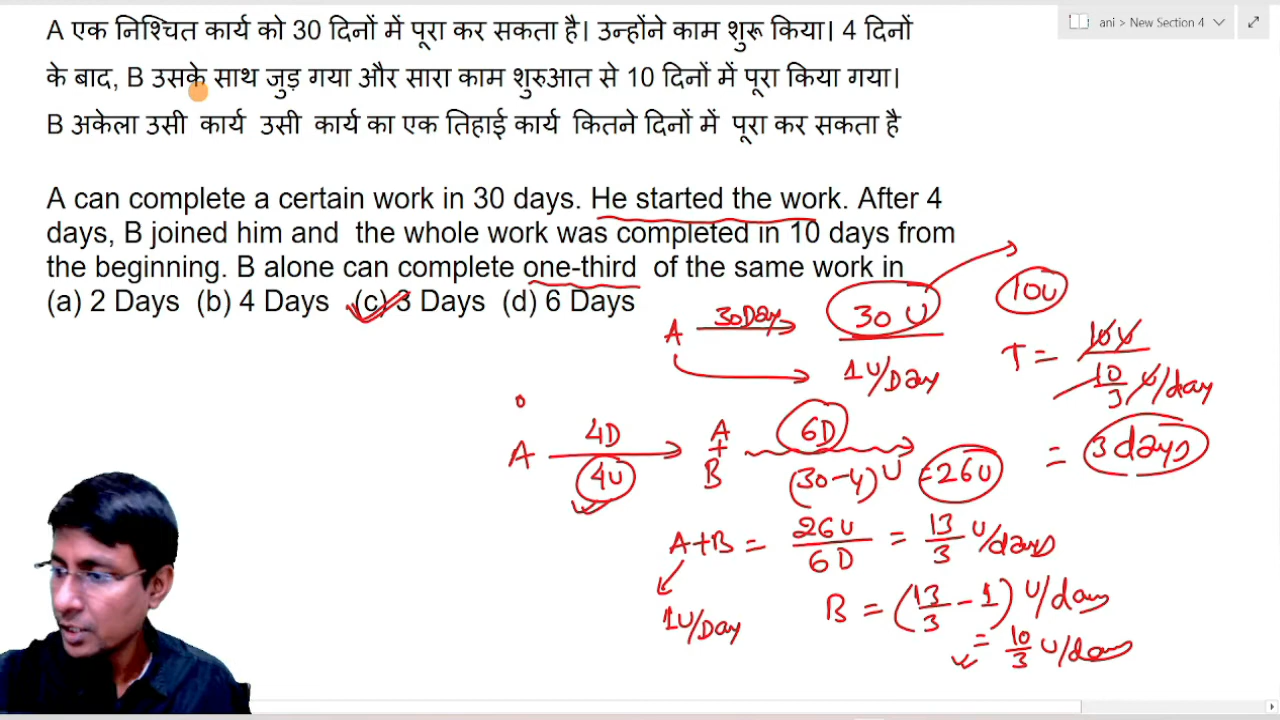 ani > New Section 4
A एक निश्चित कार्य को 30 दिनों में पूरा कर सकता है। उन्होंने काम शुरू किया। 4 दिनों
के बाद, B उसके साथ जुड़ गया और सारा काम शुरुआत से 10 दिनों में पूरा किया गया।
B अकेला उसी कार्य उसी कार्य का एक तिहाई कार्य कितने दिनों में पूरा कर सकता है
A can complete a certain work in 30 days. He started the work. After 4
days, B joined him and the whole work was completed in 10 days from
the beginning. B alone can complete one-third of the same work in
(a) 2 Days (b) 4 Days (c) 3 Days (d) 6 Days
A 30Day 30 U 10U
1U/Day
T = 10U / 10/3 U/day
= 3 days
A 4D A + B 6D
4U (30-4) U = 26U
A+B = 26U / 6D = 13/3 U/days
1U/Day
B = (13/3 - 1) U/day
= 10/3 U/days